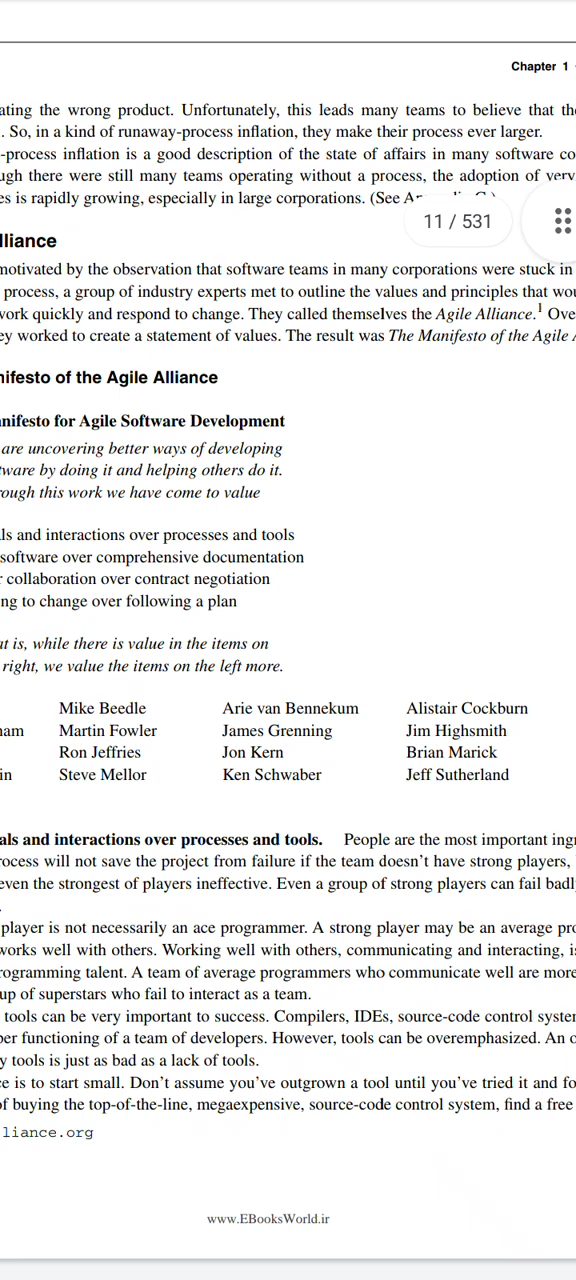 Chapter 1
ating the wrong product. Unfortunately, this leads many teams to believe that the
. So, in a kind of runaway-process inflation, they make their process ever larger.
-process inflation is a good description of the state of affairs in many software co
ugh there were still many teams operating without a process, the adoption of very
es is rapidly growing, especially in large corporations. (See
11 / 531
lliance
motivated by the observation that software teams in many corporations were stuck in
process, a group of industry experts met to outline the values and principles that wou
work quickly and respond to change. They called themselves the Agile Alliance.1 Ove
ey worked to create a statement of values. The result was The Manifesto of the Agile A
nifesto of the Agile Alliance
anifesto for Agile Software Development
are uncovering better ways of developing
tware by doing it and helping others do it.
rough this work we have come to value
ls and interactions over processes and tools
software over comprehensive documentation
r collaboration over contract negotiation
ng to change over following a plan
at is, while there is value in the items on
right, we value the items on the left more.
Mike Beedle Arie van Bennekum Alistair Cockburn
ham Martin Fowler James Grenning Jim Highsmith
Ron Jeffries Jon Kern Brian Marick
in Steve Mellor Ken Schwaber Jeff Sutherland
als and interactions over processes and tools. People are the most important ingr
rocess will not save the project from failure if the team doesn't have strong players,
even the strongest of players ineffective. Even a group of strong players can fail badl
.
player is not necessarily an ace programmer. A strong player may be an average pro
works well with others. Working well with others, communicating and interacting, is
rogramming talent. A team of average programmers who communicate well are more
up of superstars who fail to interact as a team.
tools can be very important to success. Compilers, IDEs, source-code control system
per functioning of a team of developers. However, tools can be overemphasized. An o
y tools is just as bad as a lack of tools.
ce is to start small. Don't assume you've outgrown a tool until you've tried it and fo
of buying the top-of-the-line, megaexpensive, source-code control system, find a free
lliance.org
www.EBooksWorld.ir